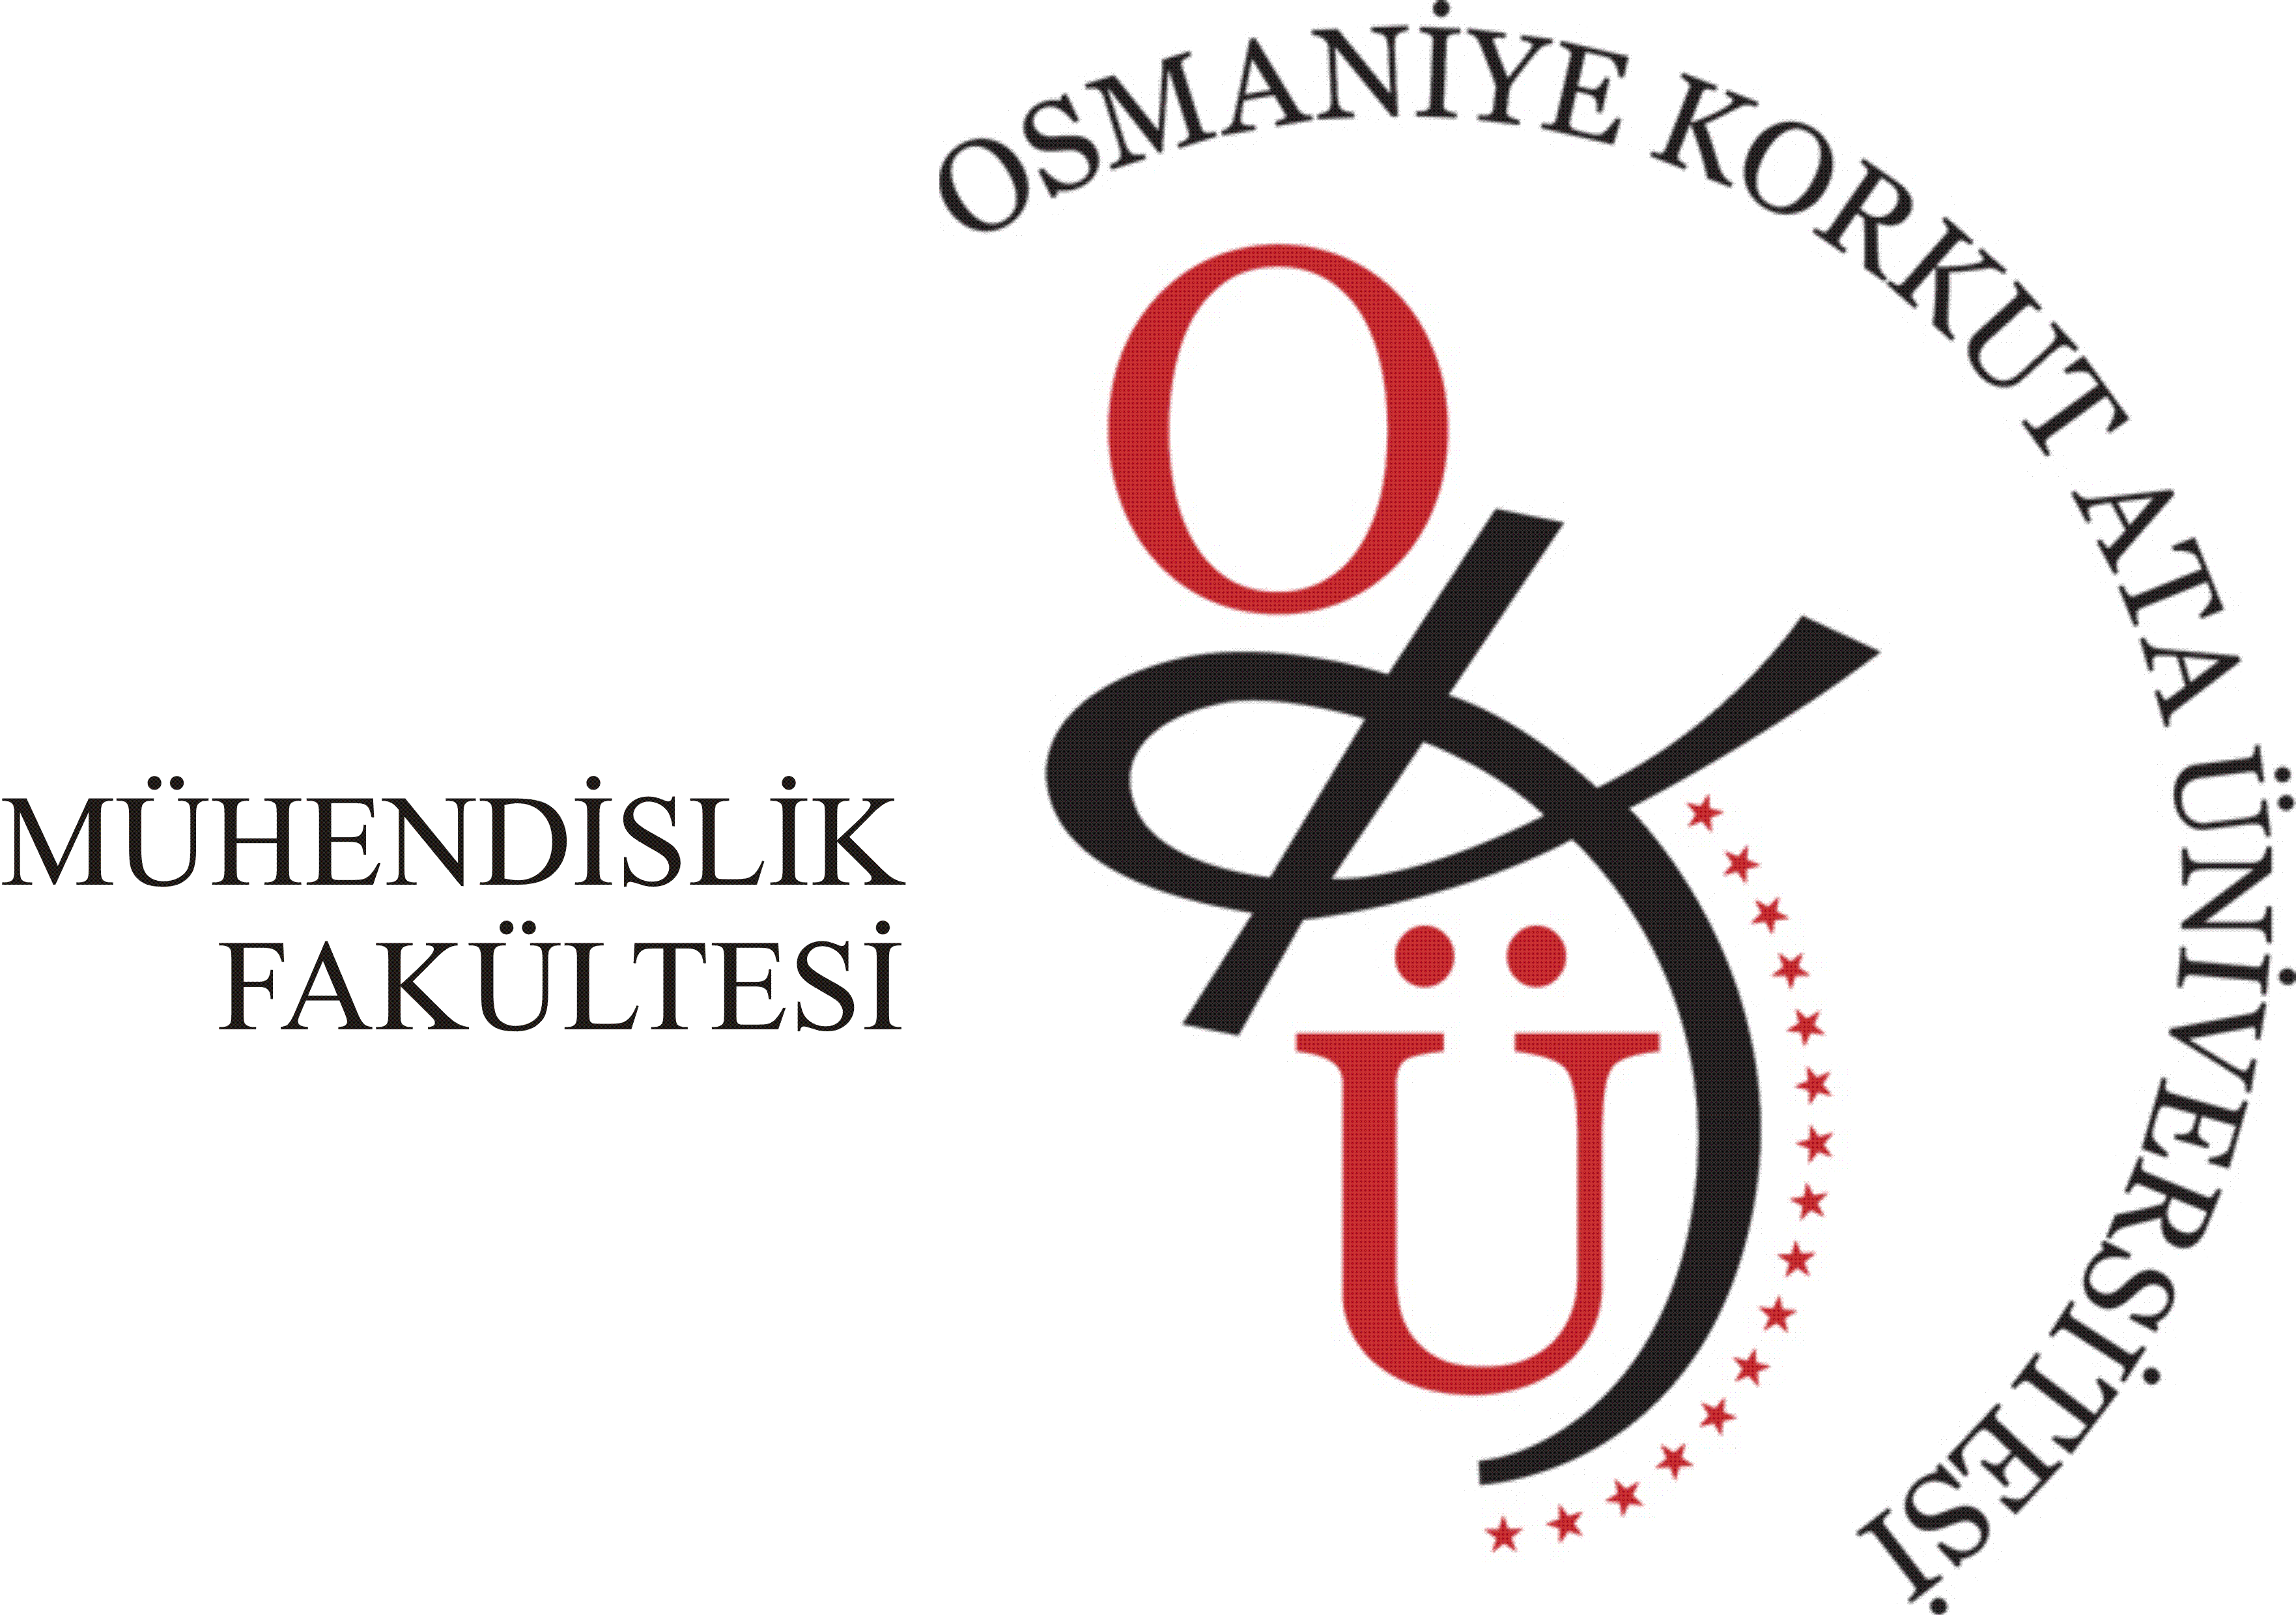 OSMANİYE KORKUT ATA ÜNİVERSİTESİ
O
K
Ü
MÜHENDİSLİK
FAKÜLTESİ